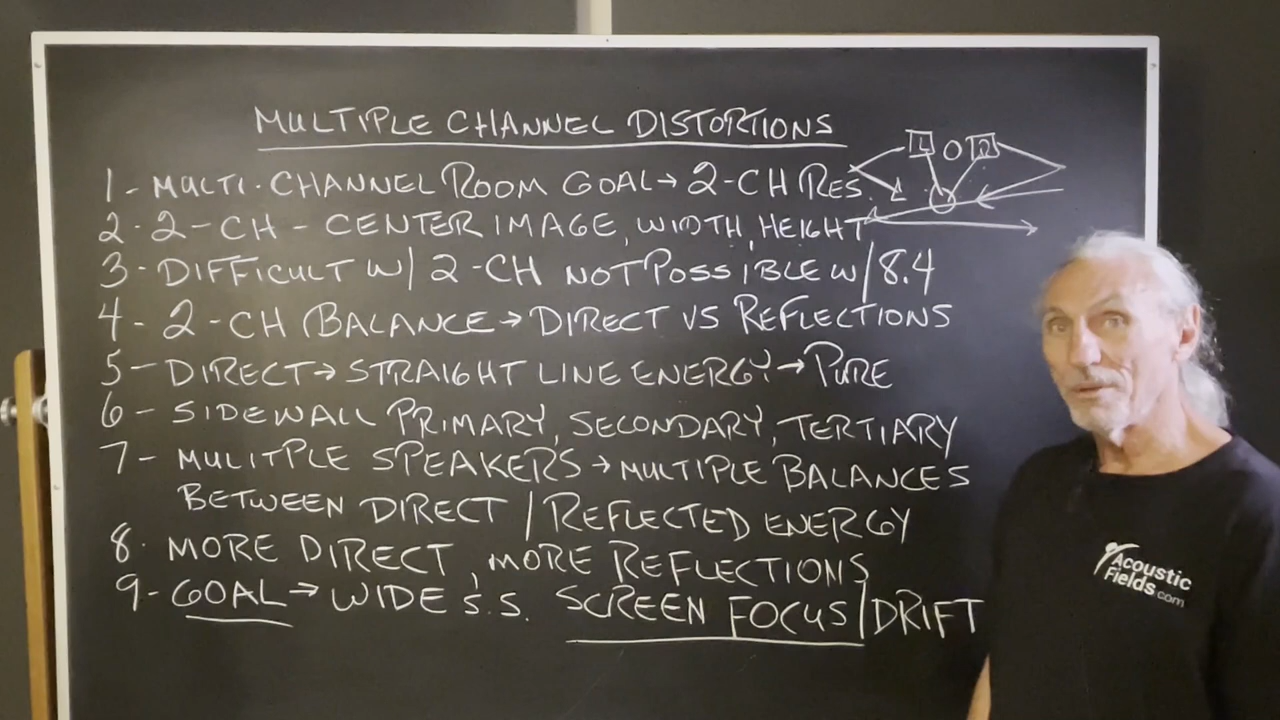 MULTIPLE CHANNEL DISTORTIONS
1- MULTI-CHANNEL ROOM GOAL→ 2-CH RES.
L O R
L
2- 2-CH - CENTER IMAGE, WIDTH, HEIGHT
3- DIFFICULT W/ 2-CH NOT POSSIBLE W/8.4
4- 2-CH BALANCE→ DIRECT VS REFLECTIONS
5- DIRECT→ STRAIGHT LINE ENERGY→ PURE
6- SIDEWALL PRIMARY, SECONDARY, TERTIARY
7- MULITPLE SPEAKERS → MULTIPLE BALANCES
BETWEEN DIRECT / REFLECTED ENERGY
8. MORE DIRECT, MORE REFLECTIONS
9- GOAL → WIDE S.S. SCREEN FOCUS/DRIFT
Acoustic
Fields.com